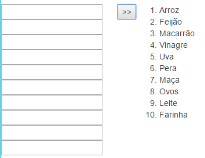 >>
1. Arroz
2. Feijão
3. Macarrão
4. Vinagre
5. Uva
6. Pera
7. Maça
8. Ovos
9. Leite
10. Farinha